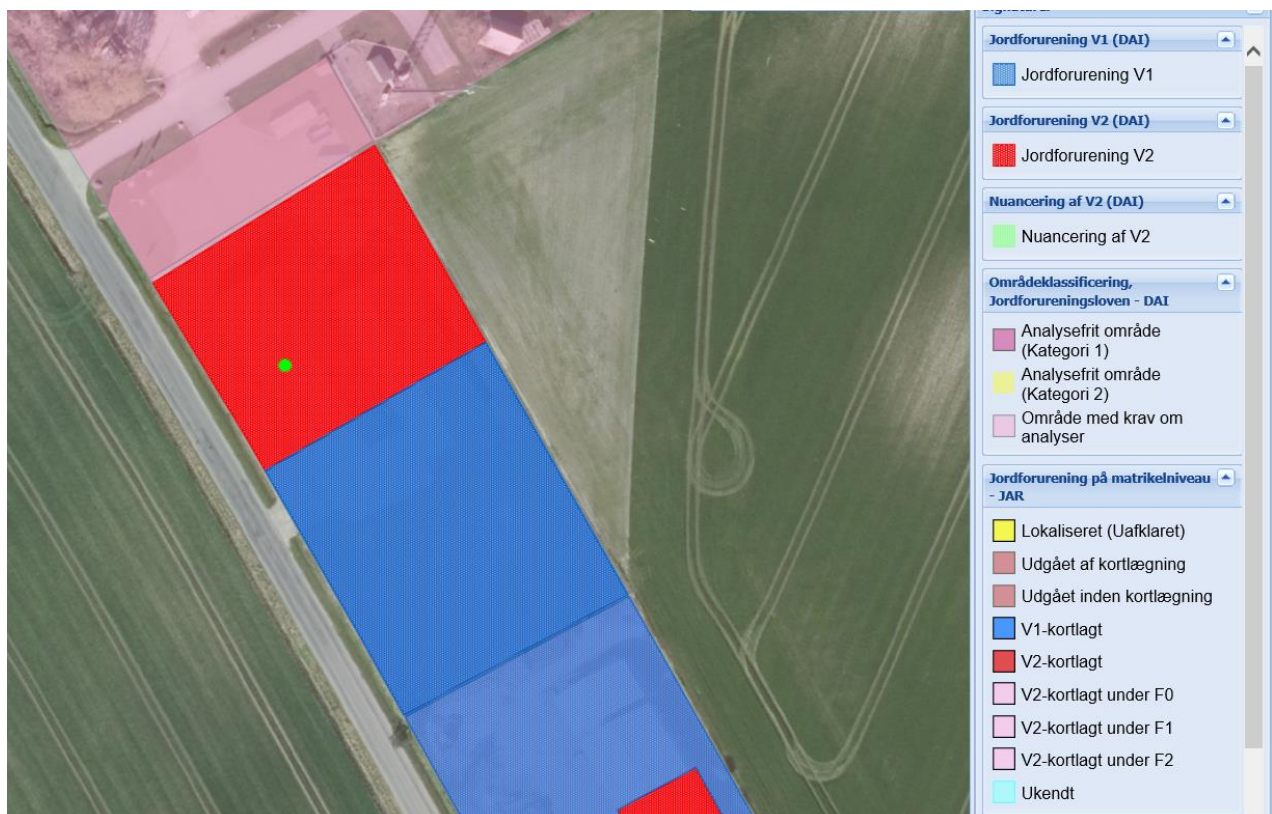 Jordforurening V1 (DAI)
Jordforurening V1
Jordforurening V2 (DAI)
Jordforurening V2
Nuancering af V2 (DAI)
Nuancering af V2
Områdeklassificering,
Jordforureningsloven - DAI
Analysefrit område
(Kategori 1)
Analysefrit område
(Kategori 2)
Område med krav om
analyser
Jordforurening på matrikelniveau
- JAR
Lokaliseret (Uafklaret)
Udgået af kortlægning
Udgået inden kortlægning
V1-kortlagt
V2-kortlagt
V2-kortlagt under F0
V2-kortlagt under F1
V2-kortlagt under F2
Ukendt